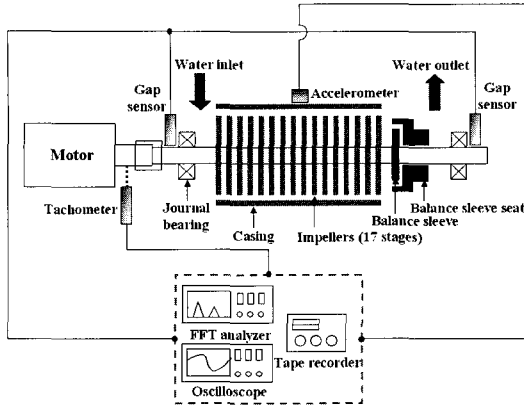 Water inlet
Accelerometer
Water outlet
Gap
sensor
Gap
sensor
Motor
Tachometer
Journal
bearing
Casing
Impellers (17 stages)
Balance sleeve seat
Balance sleeve
FFT analyzer
Oscilloscope
Tape recorder